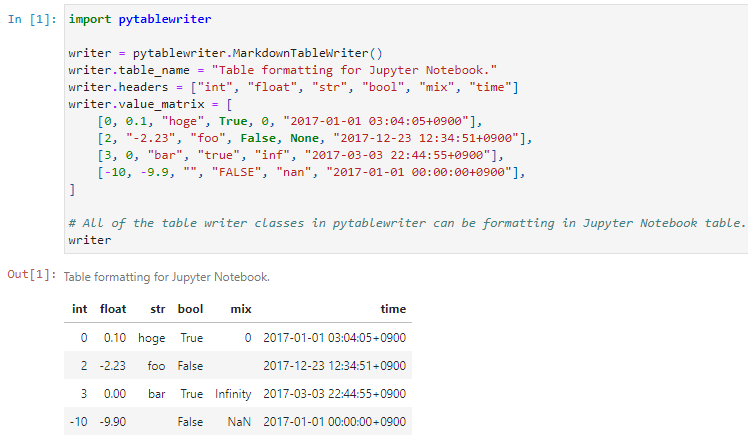 In [1]: import pytablewriter
writer = pytablewriter.MarkdownTableWriter()
writer.table_name = "Table formatting for Jupyter Notebook."
writer.headers = ["int", "float", "str", "bool", "mix", "time"]
writer.value_matrix = [
    [0, 0.1, "hoge", True, 0, "2017-01-01 03:04:05+0900"],
    [2, "-2.23", "foo", False, None, "2017-12-23 12:34:51+0900"],
    [3, 0, "bar", "true", "inf", "2017-03-03 22:44:55+0900"],
    [-10, -9.9, "", "FALSE", "nan", "2017-01-01 00:00:00+0900"],
]
# All of the table writer classes in pytablewriter can be formatting in Jupyter Notebook table.
writer
Out[1]: Table formatting for Jupyter Notebook.
int float str bool mix time
0 0.10 hoge True 0 2017-01-01 03:04:05+0900
2 -2.23 foo False 2017-12-23 12:34:51+0900
3 0.00 bar True Infinity 2017-03-03 22:44:55+0900
-10 -9.90 False NaN 2017-01-01 00:00:00+0900